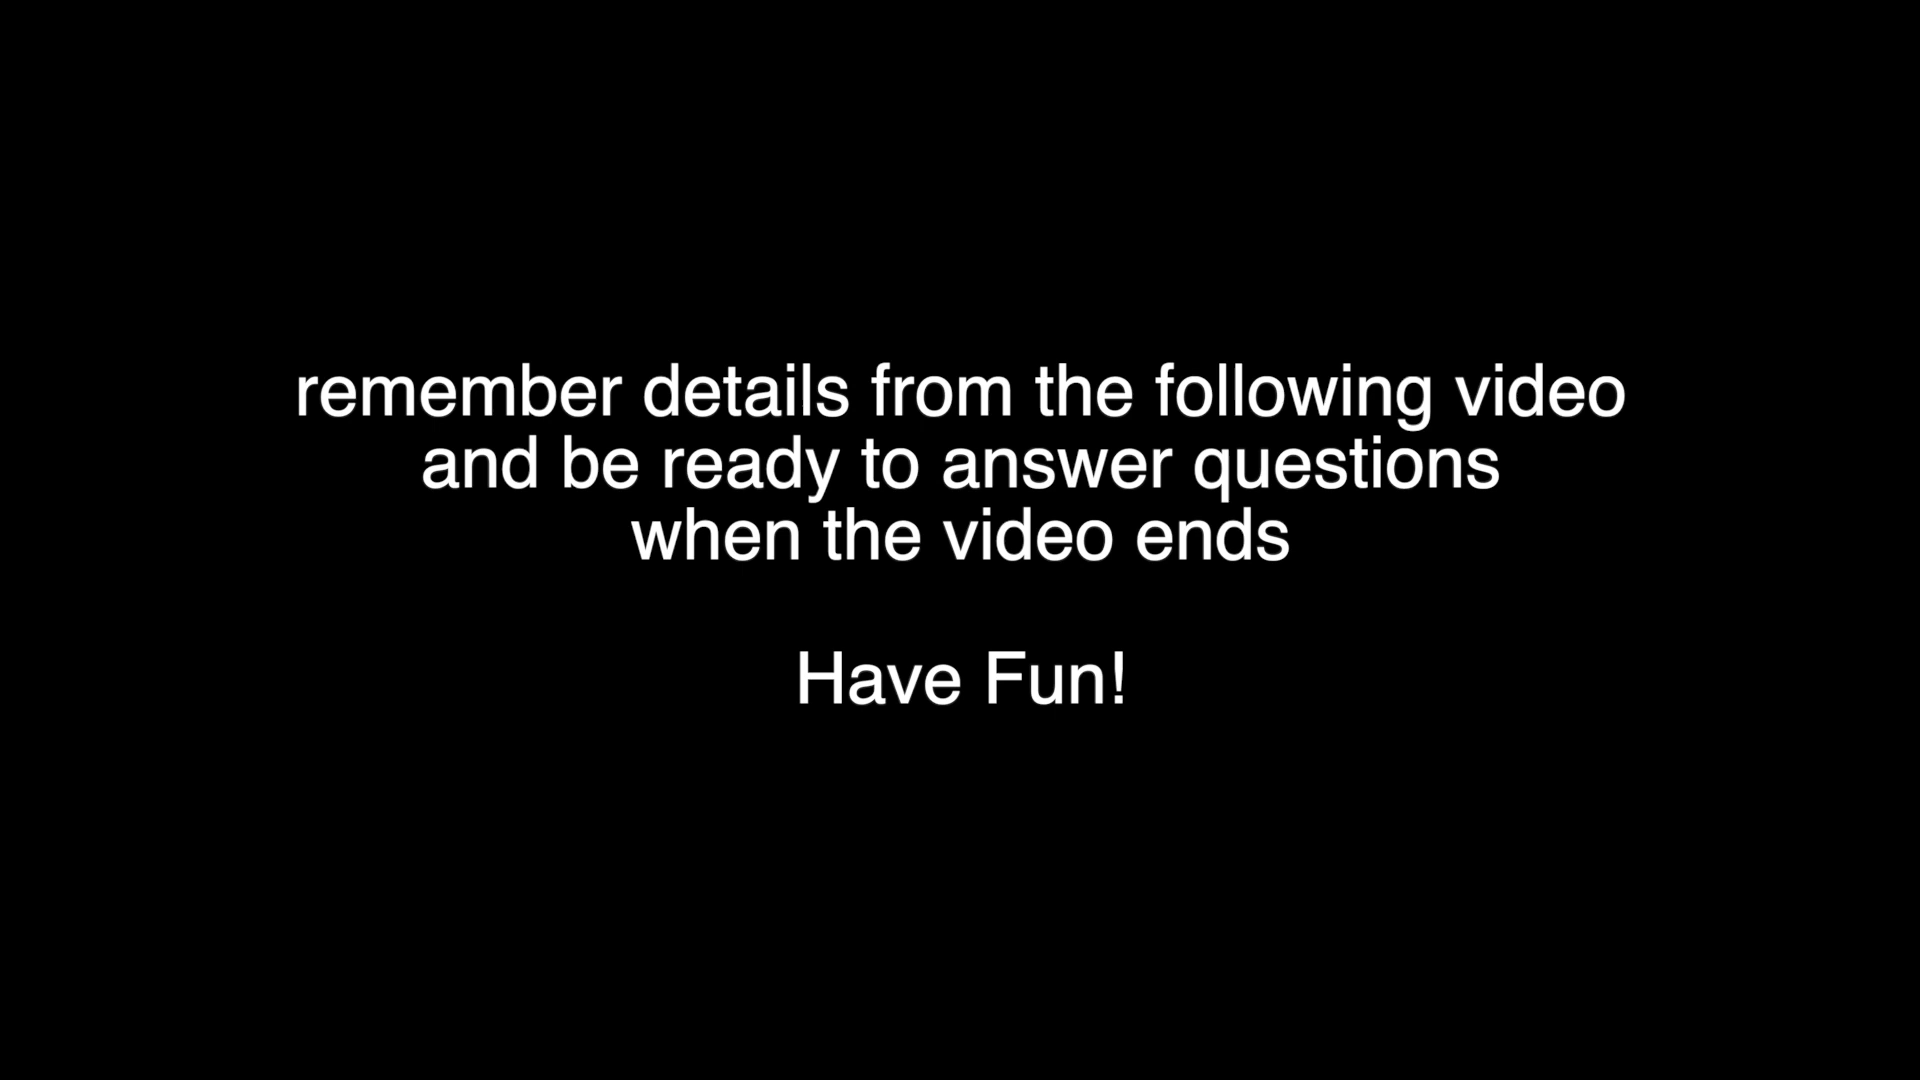 remember details from the following video
and be ready to answer questions
when the video ends
Have Fun!